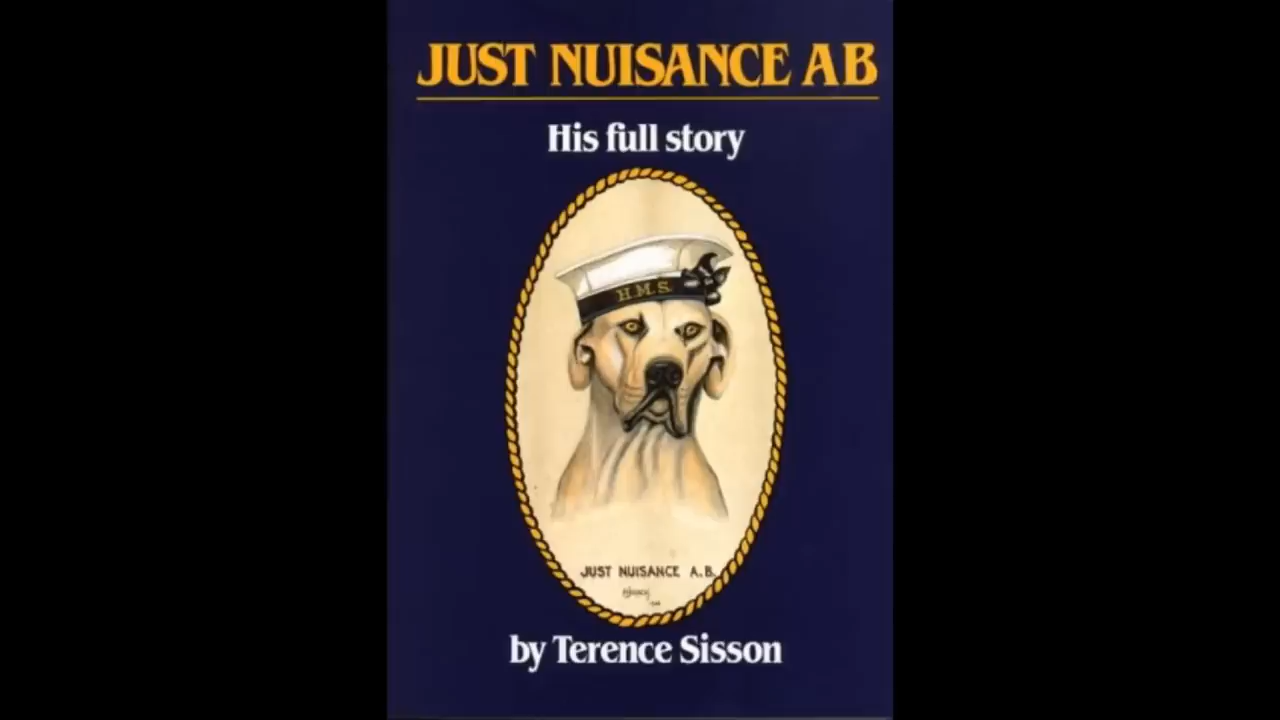 JUST NUISANCE AB
His full story
H.M.S.
JUST NUISANCE A.B.
by Terence Sisson